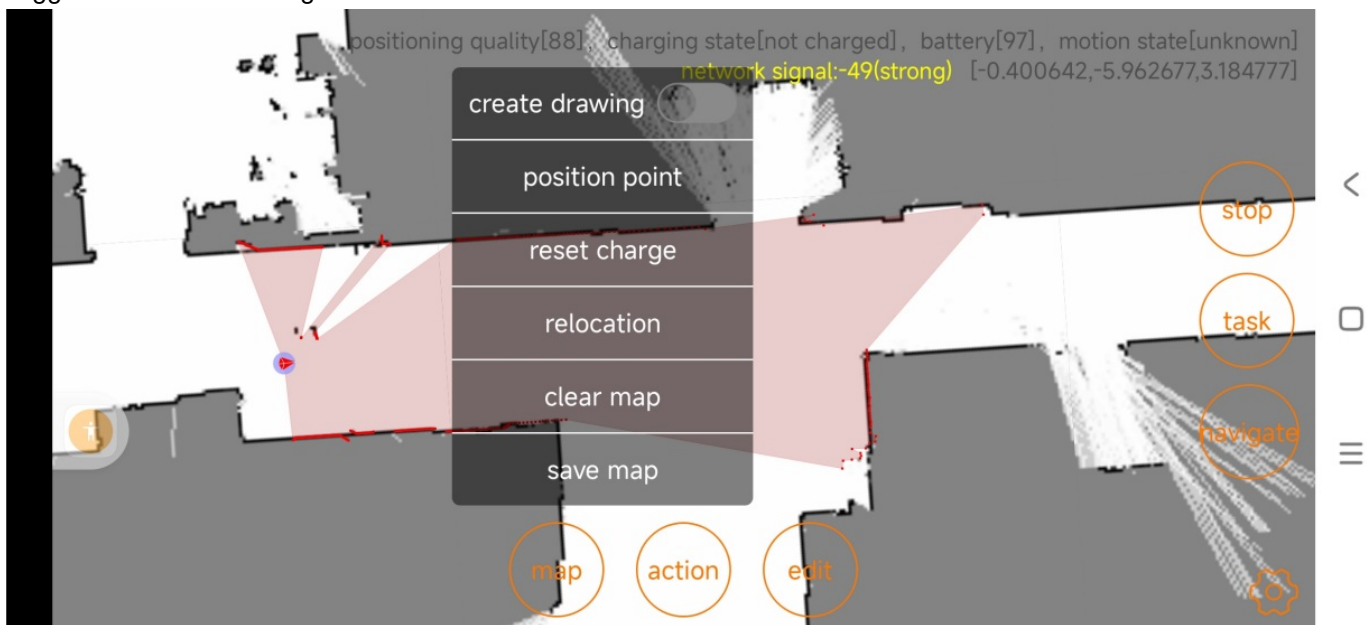 positioning quality[88], charging state[not charged], battery[97], motion state[unknown]
network signal:-49(strong) [-0.400642,-5.962677,3.184777]
create drawing
position point
reset charge
relocation
clear map
save map
stop
task
navigate
map
action
edit